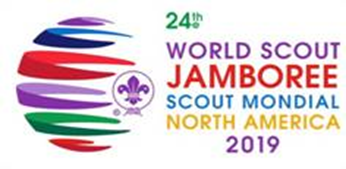 24th e
WORLD SCOUT
JAMBOREE
SCOUT MONDIAL
NORTH AMERICA
2019